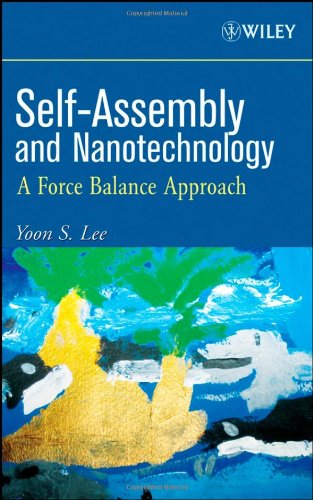 WILEY
Self-Assembly
and Nanotechnology
A Force Balance Approach
Yoon S. Lee